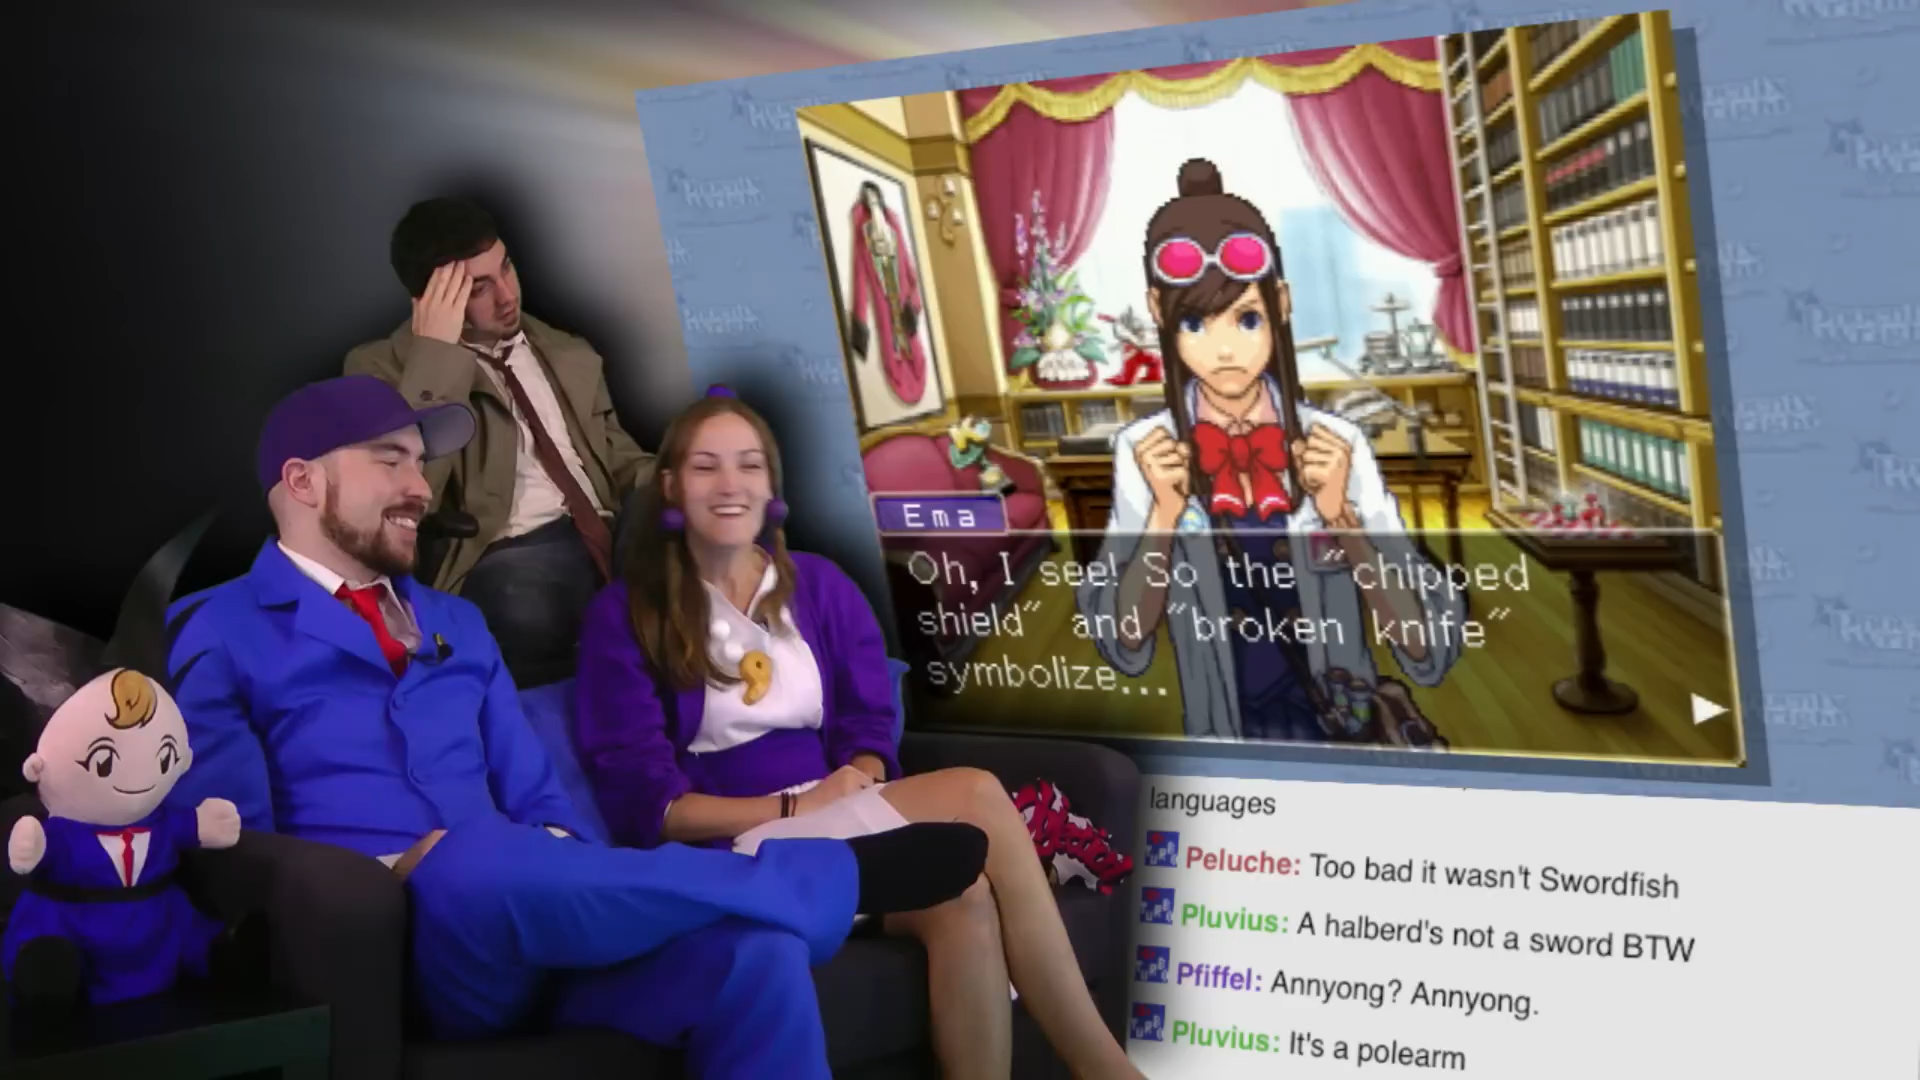 Ema
Oh, I see! So the "chipped
shield" and "broken knife"
symbolize...
languages
Peluche: Too bad it wasn't Swordfish
Pluvius: A halberd's not a sword BTW
Pfiffel: Annyong? Annyong.
Pluvius: It's a polearm